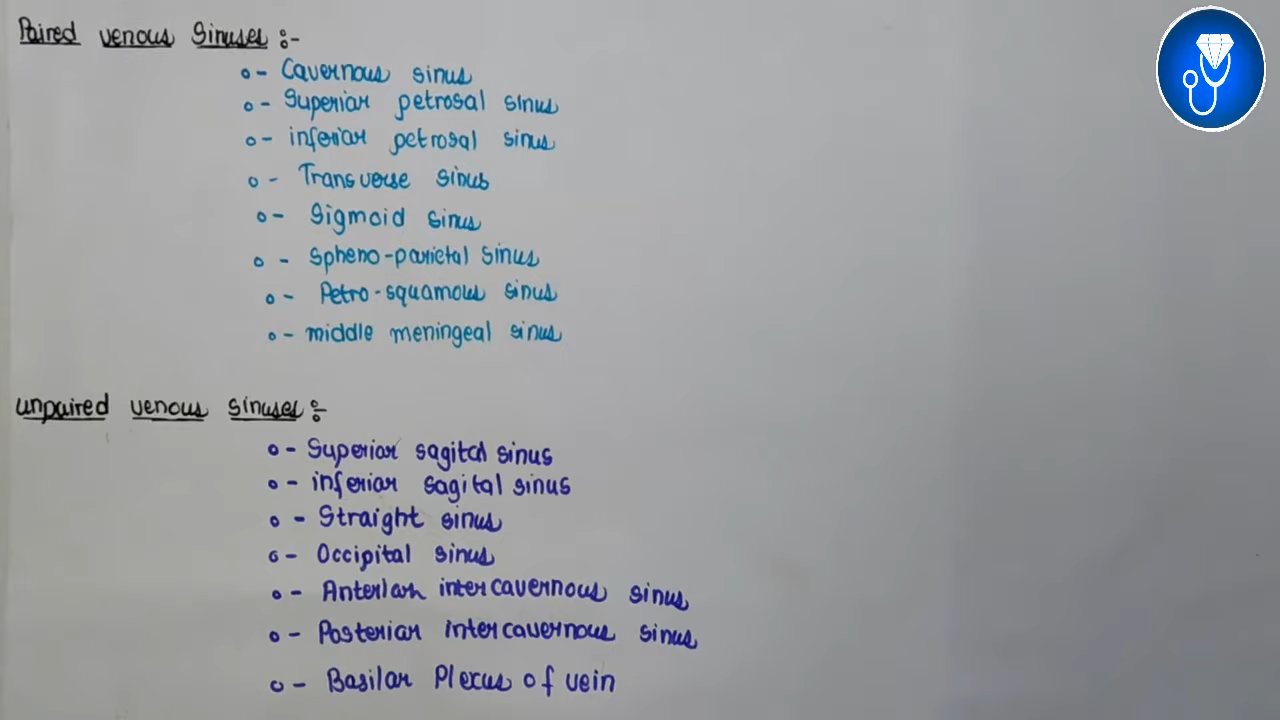 Paired venous Sinuses :-
o- Cavernous sinus
o- Superior petrosal sinus
o- inferior petrosal sinus
o- Transverse sinus
o- Sigmoid sinus
o- Spheno-parietal sinus
o- Petro-squamous sinus
o- middle meningeal sinus
unpaired venous sinuses :-
o- Superior sagital sinus
o- inferior sagital sinus
o- Straight sinus
o- Occipital sinus
o- Anterior intercavernous sinus
o- Posterior intercavernous sinus
o- Basilar Plexus of vein